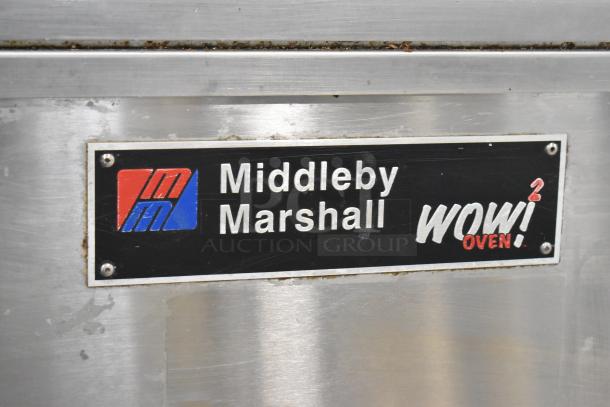 Middleby
Marshall
WOW!2
OVEN
AUCTION GROUP